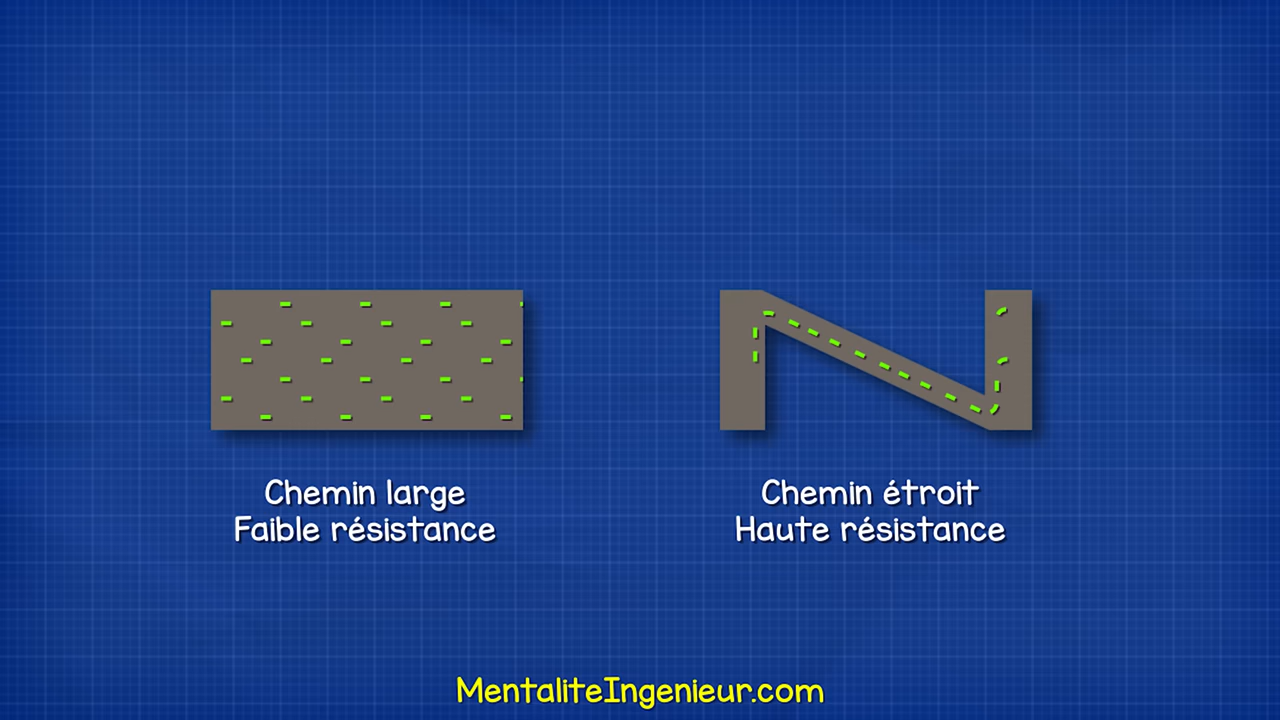 Chemin large
Faible résistance
Chemin étroit
Haute résistance
MentaliteIngenieur.com